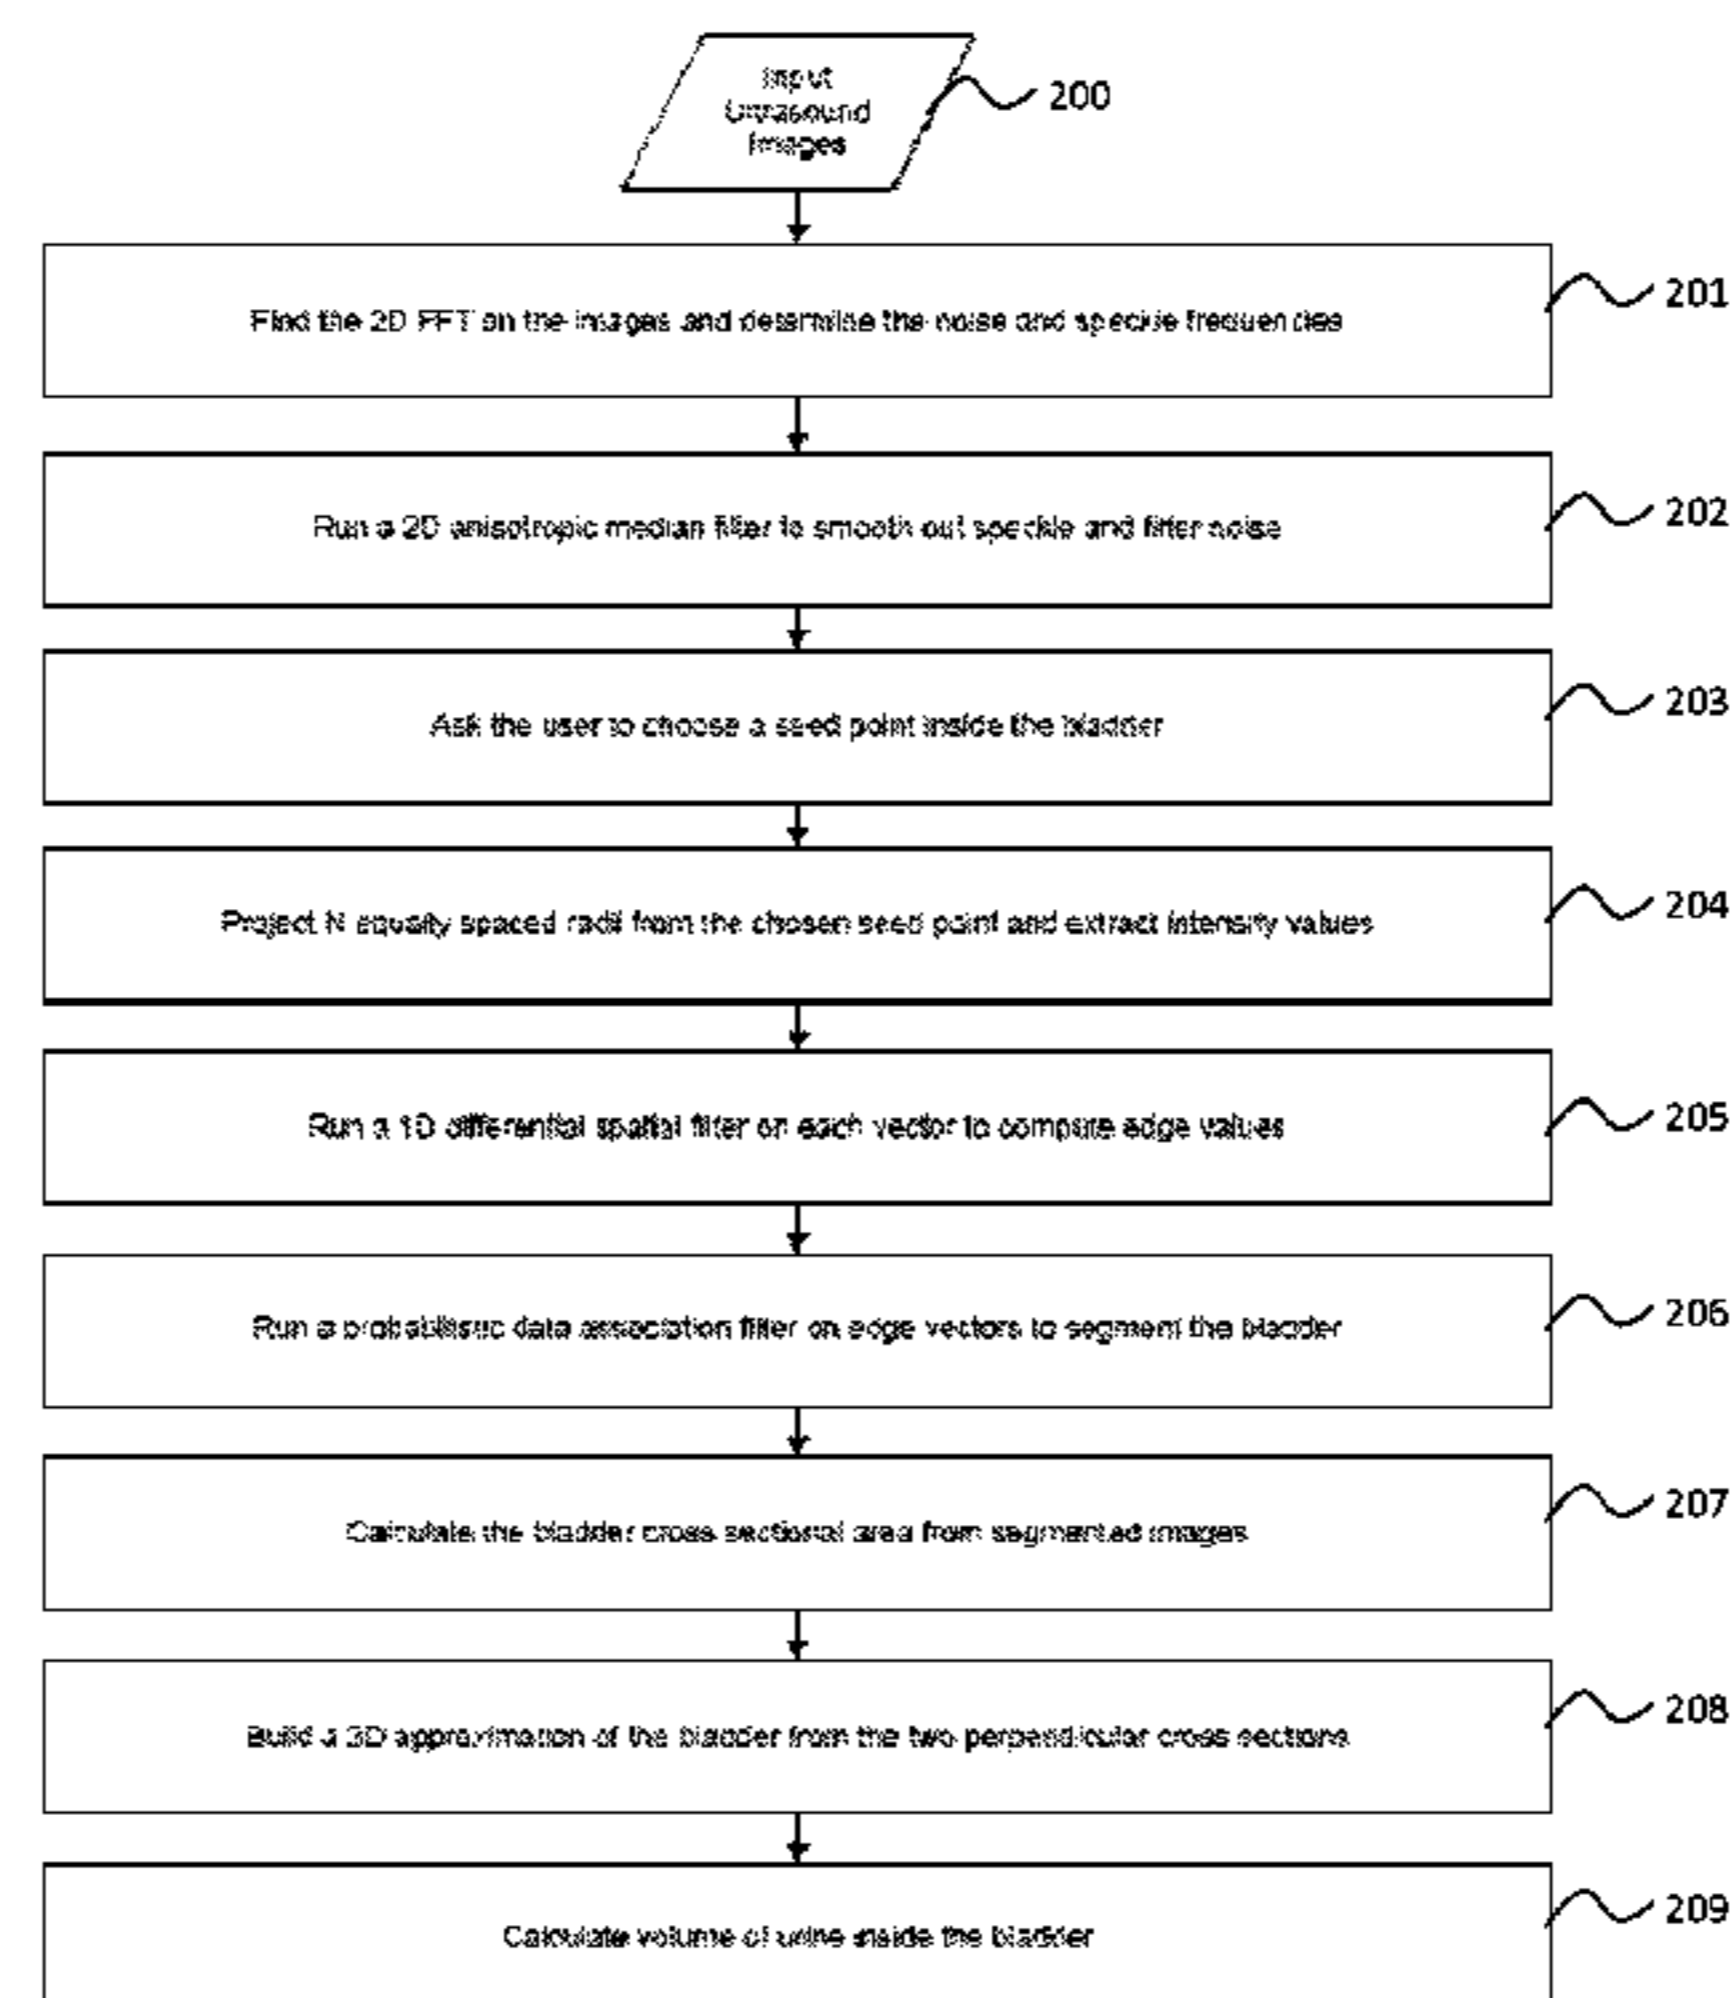 Input
Ultrasound
Images
200
Find the 2D FFT on the images and determine the noise and speckle frequencies
201
Run a 2D anisotropic median filter to smooth out speckle and filter noise
202
Ask the user to choose a seed point inside the bladder
203
Project N equally spaced radii from the chosen seed point and extract intensity values
204
Run a 1D differential spatial filter on each vector to compare edge values
205
Run a probabilistic data association filter on edge vectors to segment the bladder
206
Calculate the bladder cross sectional area from segmented images
207
Build a 3D approximation of the bladder from the two perpendicular cross sections
208
Calculate volume of urine inside the bladder
209